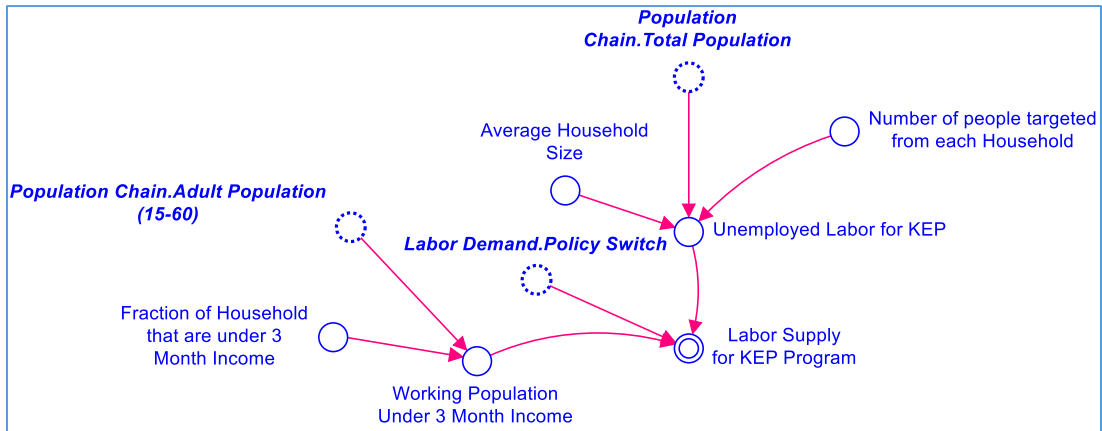 Population
Chain.Total Population
Average Household
Size
Number of people targeted
from each Household
Population Chain.Adult Population
(15-60)
Labor Demand.Policy Switch
Unemployed Labor for KEP
Fraction of Household
that are under 3
Month Income
Labor Supply
for KEP Program
Working Population
Under 3 Month Income